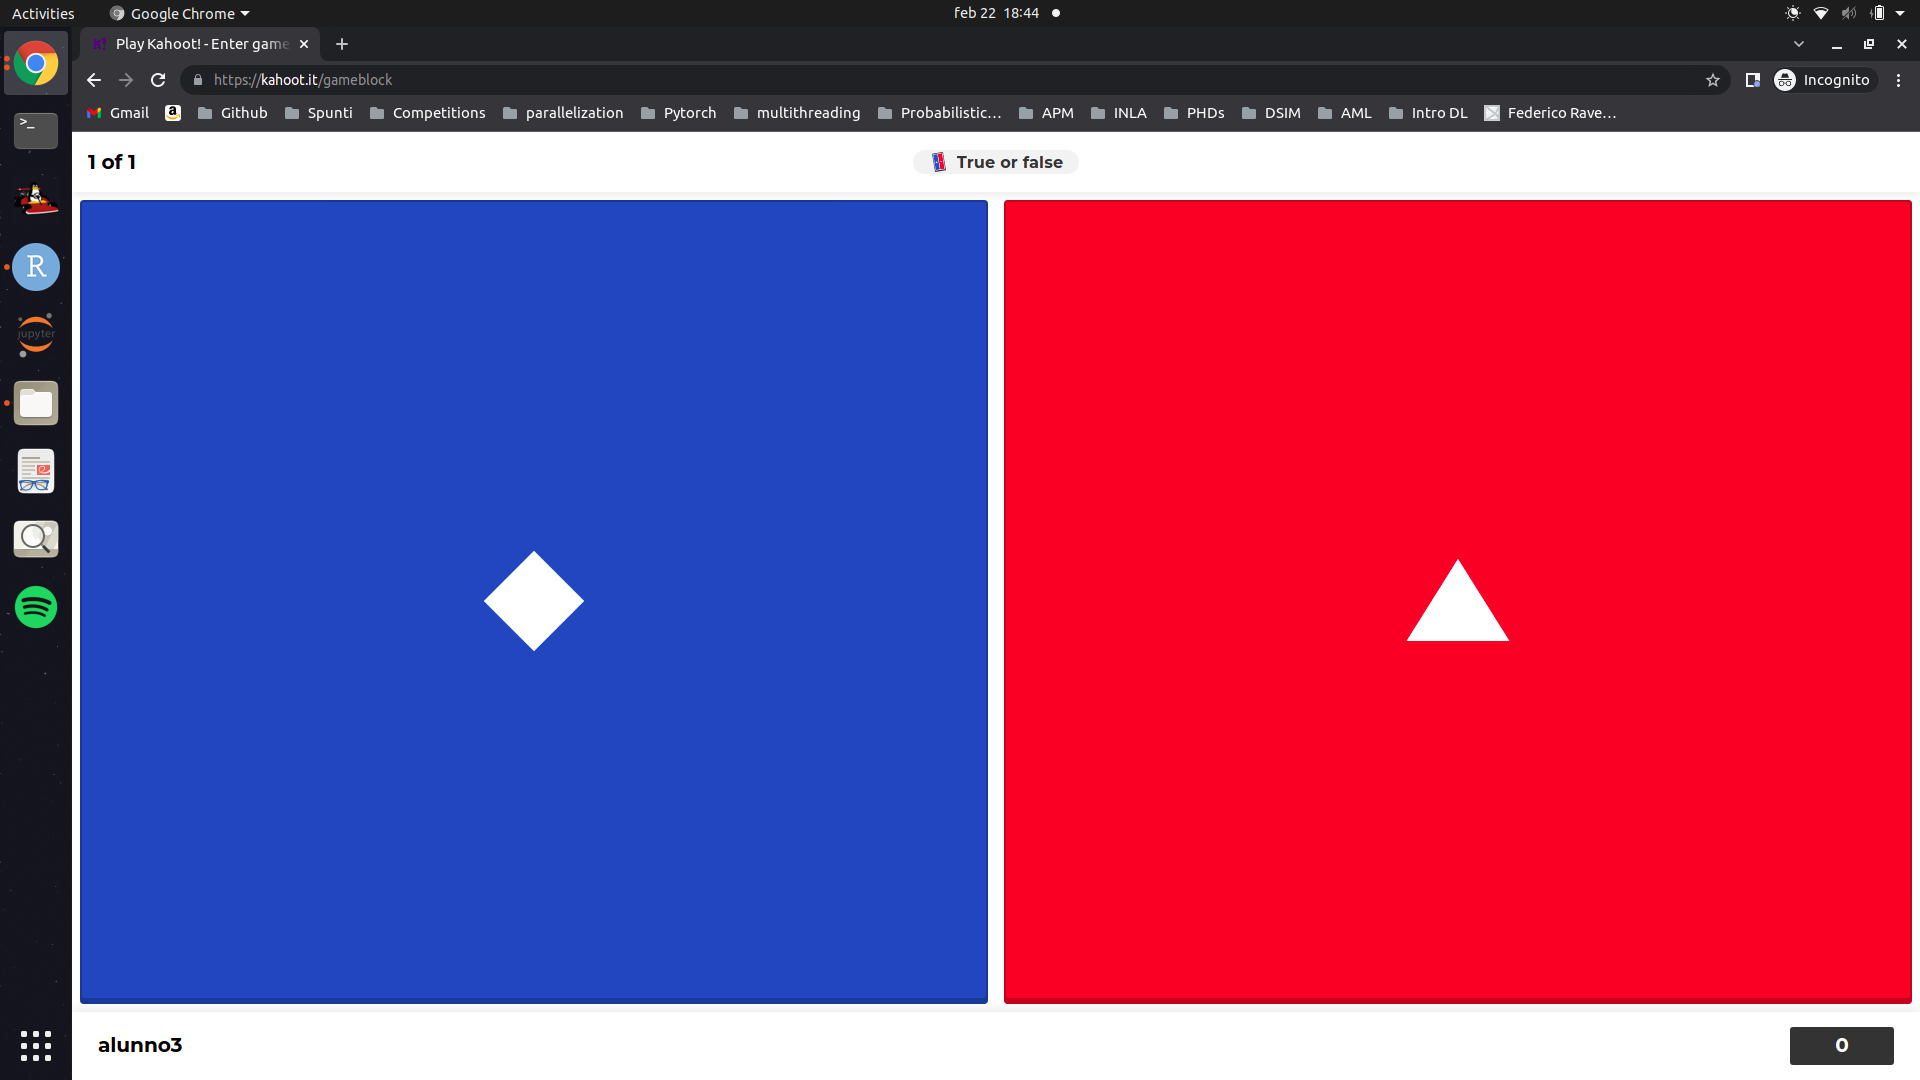 Activities
Google Chrome
feb 22 18:44
Play Kahoot! - Enter game
https://kahoot.it/gameblock
Incognito
Gmail
Github
Spunti
Competitions
parallelization
Pytorch
multithreading
Probabilistic...
APM
INLA
PHDs
DSIM
AML
Intro DL
Federico Rave...
1 of 1
True or false
>_
R
jupyter
alunno3
0